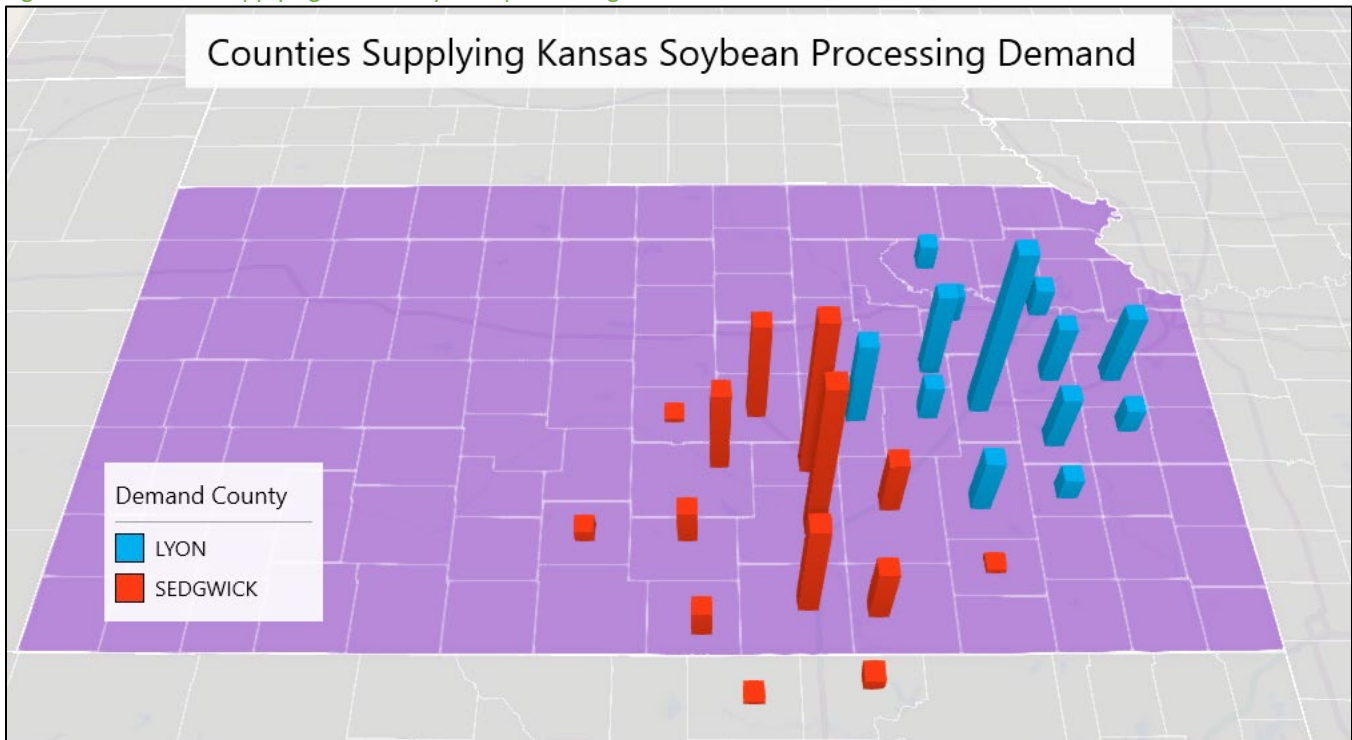 Counties Supplying Kansas Soybean Processing Demand
Demand County
LYON
SEDGWICK